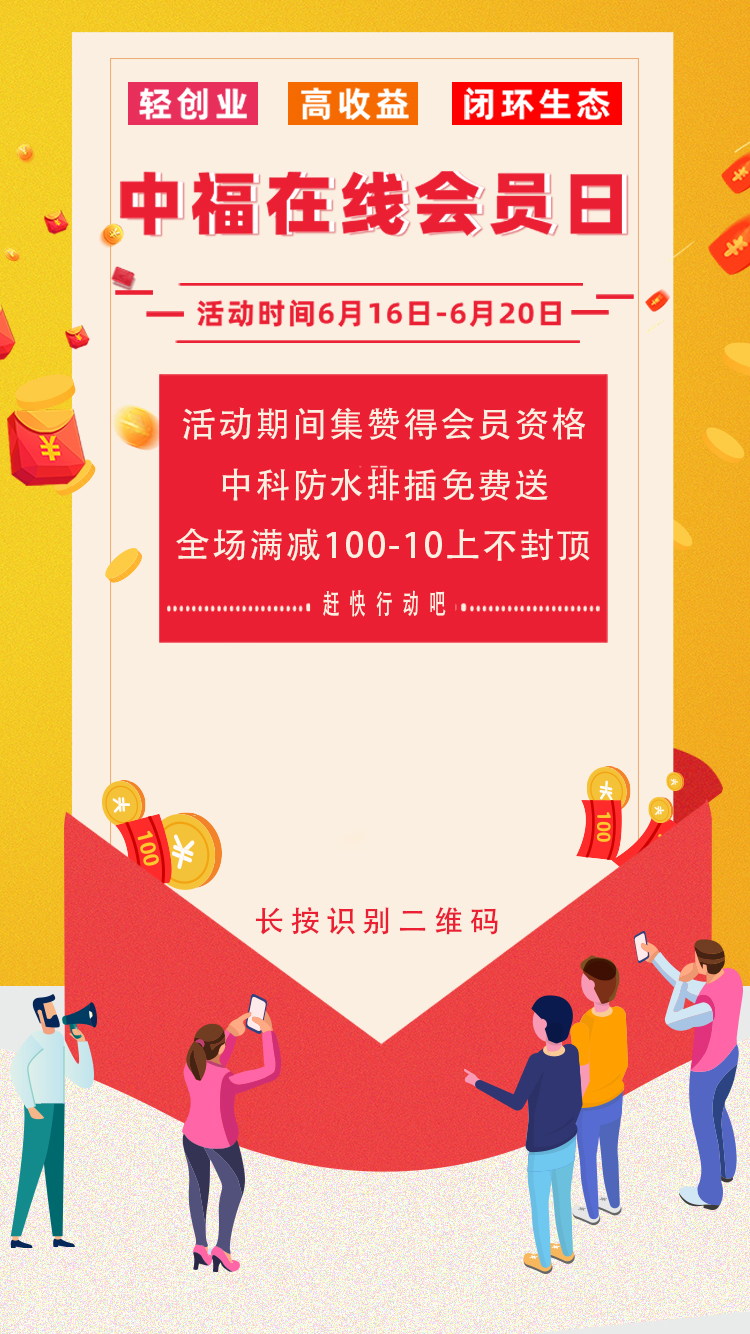 轻创业 高收益 闭环生态
中福在线会员日
活动时间6月16日-6月20日
活动期间集赞得会员资格
中科防水排插免费送
全场满减100-10上不封顶
赶快行动吧
¥
¥
¥
¥
100
100
长按识别二维码